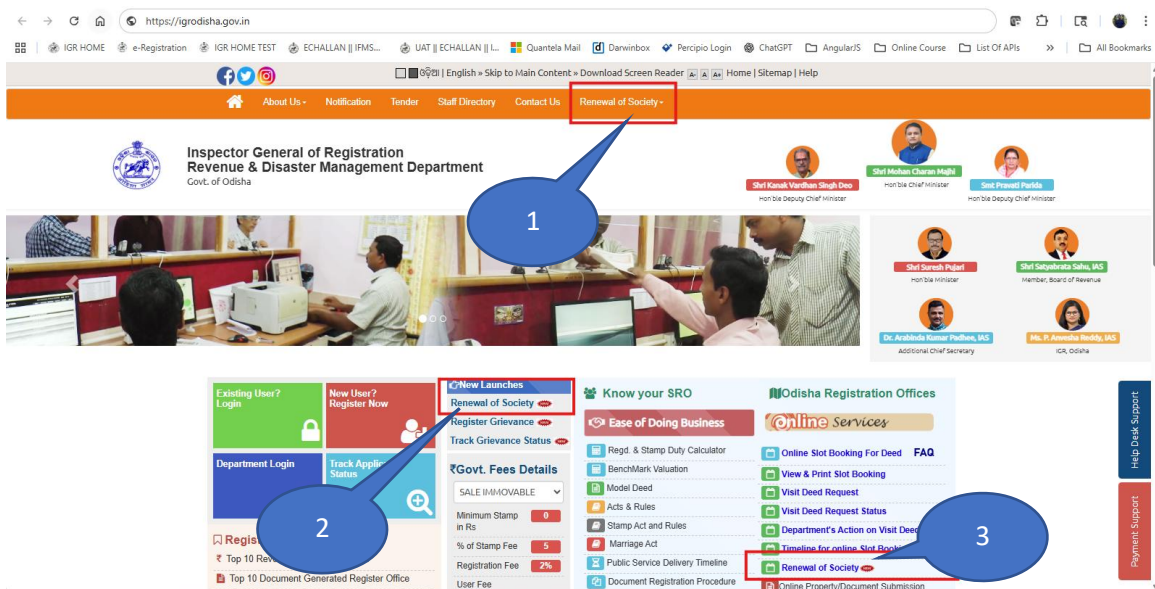 https://igrodisha.gov.in
IGR HOME e-Registration IGR HOME TEST ECHALLAN || IFMS... UAT || ECHALLAN || I... Quantela Mail Darwinbox Percipio Login ChatGPT AngularJS Online Course List Of APIs » All Bookmarks
ଓଡ଼ିଆ | English » Skip to Main Content » Download Screen Reader A- A A+ Home | Sitemap | Help
About Us Notification Tender Staff Directory Contact Us Renewal of Society
Inspector General of Registration
Revenue & Disaster Management Department
Govt. of Odisha
Shri Mohan Charan Majhi
Hon'ble Chief Minister
Shri Kanak Vardhan Singh Deo
Hon'ble Deputy Chief Minister
Smt Pravati Parida
Hon'ble Deputy Chief Minister
1
Shri Suresh Pujari
Hon'ble Minister
Shri Satyabrata Sahu, IAS
Member, Board of Revenue
Dr. Arabinda Kumar Padhee, IAS
Additional Chief Secretary
Ms. P. Anwesha Reddy, IAS
IGR, Odisha
Existing User?
Login
New User?
Register Now
Department Login
Track Applic
Status
2
Regis
₹ Top 10 Rev
Top 10 Document Generated Register Office
New Launches
Renewal of Society
Register Grievance
Track Grievance Status
₹Govt. Fees Details
SALE IMMOVABLE
Minimum Stamp
in Rs
0
% of Stamp Fee 5
Registration Fee 2%
User Fee
Know your SRO
Ease of Doing Business
Regd. & Stamp Duty Calculator
BenchMark Valuation
Model Deed
Acts & Rules
Stamp Act and Rules
Marriage Act
Public Service Delivery Timeline
Document Registration Procedure
Odisha Registration Offices
Online Services
Online Slot Booking For Deed FAQ
View & Print Slot Booking
Visit Deed Request
Visit Deed Request Status
Department's Action on Visit Deed
Timeline for online Slot Booki
3
Renewal of Society
Online Property/Document Submission
Help Desk Support
Payment Support